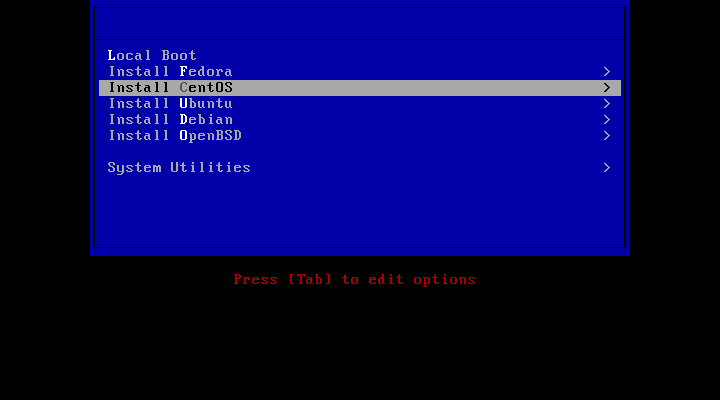 Local Boot
Install Fedora >
Install CentOS >
Install Ubuntu >
Install Debian >
Install OpenBSD >
System Utilities >
Press [Tab] to edit options